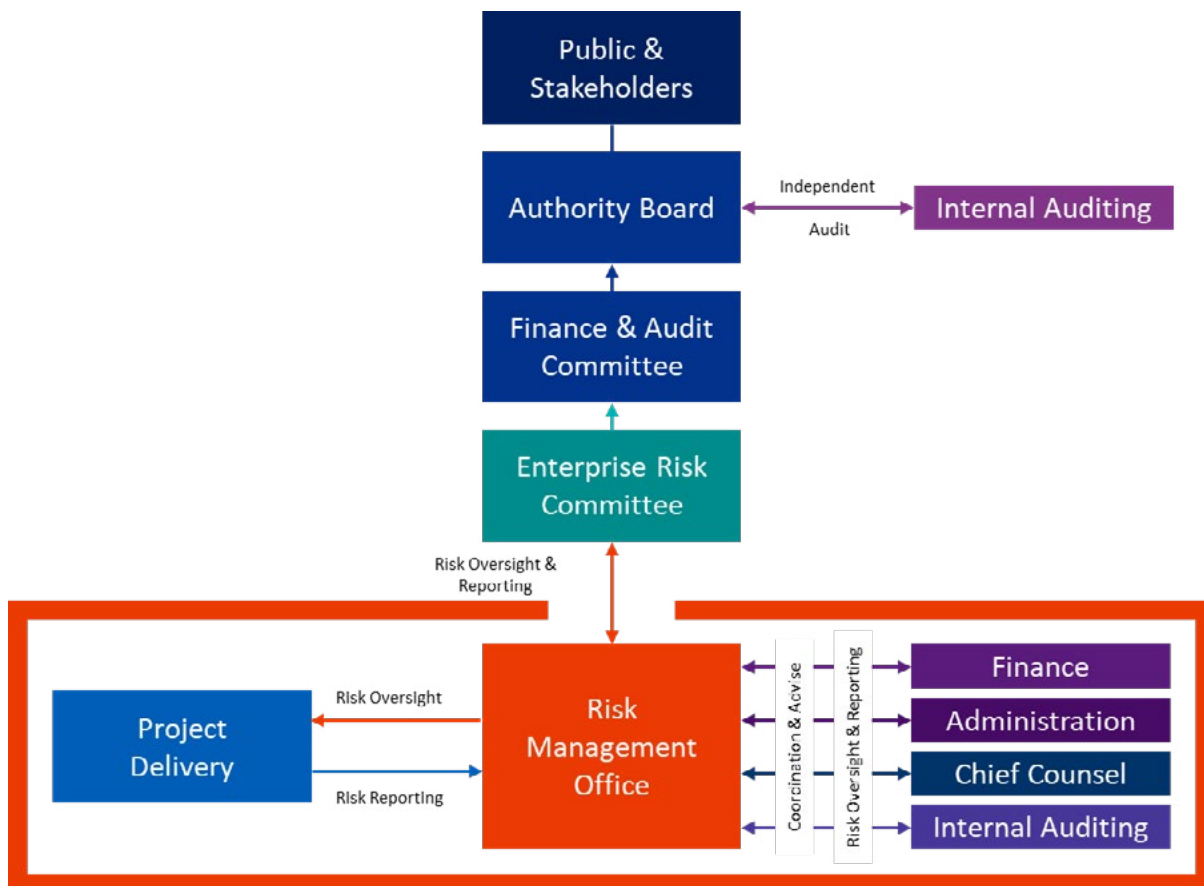 Public &
Stakeholders
Authority Board
Independent
Audit
Internal Auditing
Finance & Audit
Committee
Enterprise Risk
Committee
Risk Oversight &
Reporting
Risk Oversight
Project
Delivery
Risk Reporting
Risk
Management
Office
Coordination & Advise
Risk Oversight & Reporting
Finance
Administration
Chief Counsel
Internal Auditing